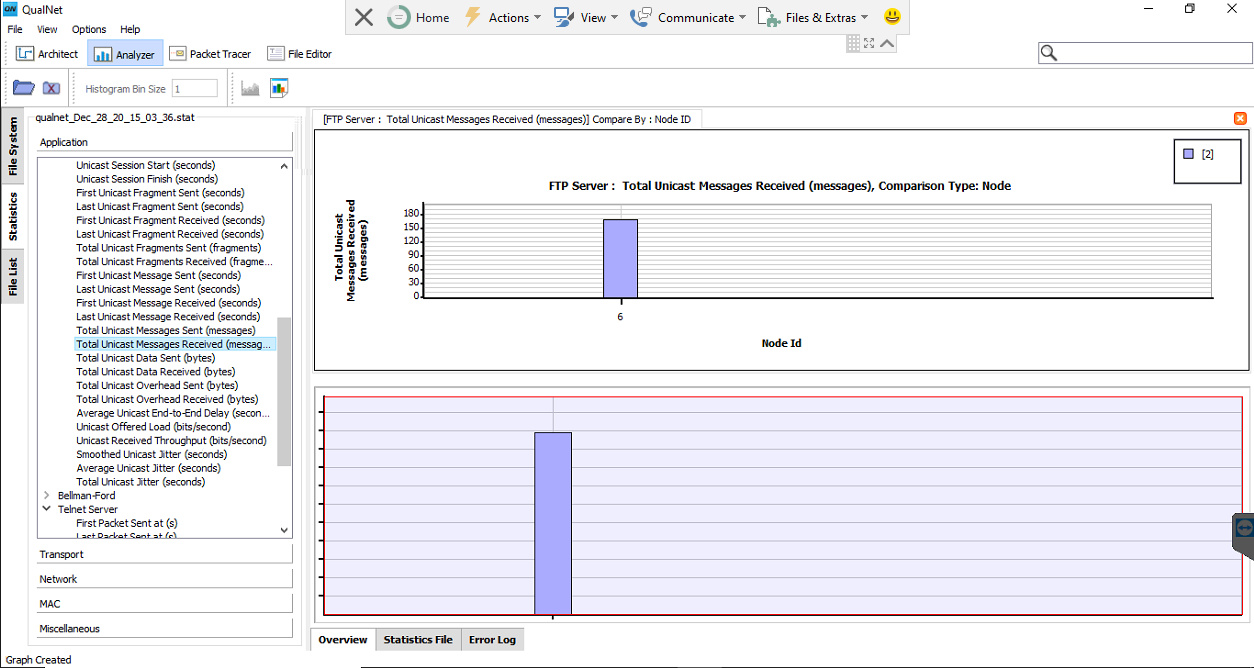 QualNet
Home Actions View Communicate Files & Extras
File View Options Help
Architect Analyzer Packet Tracer File Editor
Histogram Bin Size 1
File System
Statistics
File List
qualnet_Dec_28_20_15_03_36.stat
Application
Unicast Session Start (seconds)
Unicast Session Finish (seconds)
First Unicast Fragment Sent (seconds)
Last Unicast Fragment Sent (seconds)
First Unicast Fragment Received (seconds)
Last Unicast Fragment Received (seconds)
Total Unicast Fragments Sent (fragments)
Total Unicast Fragments Received (fragme...
First Unicast Message Sent (seconds)
Last Unicast Message Sent (seconds)
First Unicast Message Received (seconds)
Last Unicast Message Received (seconds)
Total Unicast Messages Sent (messages)
Total Unicast Messages Received (messag...
Total Unicast Data Sent (bytes)
Total Unicast Data Received (bytes)
Total Unicast Overhead Sent (bytes)
Total Unicast Overhead Received (bytes)
Average Unicast End-to-End Delay (secon...
Unicast Offered Load (bits/second)
Unicast Received Throughput (bits/second)
Smoothed Unicast Jitter (seconds)
Average Unicast Jitter (seconds)
Total Unicast Jitter (seconds)
Bellman-Ford
Telnet Server
First Packet Sent at (s)
Last Packet Sent at (s)
Transport
Network
MAC
Miscellaneous
[FTP Server : Total Unicast Messages Received (messages)] Compare By : Node ID
[2]
FTP Server : Total Unicast Messages Received (messages), Comparison Type: Node
Total Unicast
Messages Received
(messages)
180
150
120
90
60
30
0
6
Node Id
Overview Statistics File Error Log
Graph Created